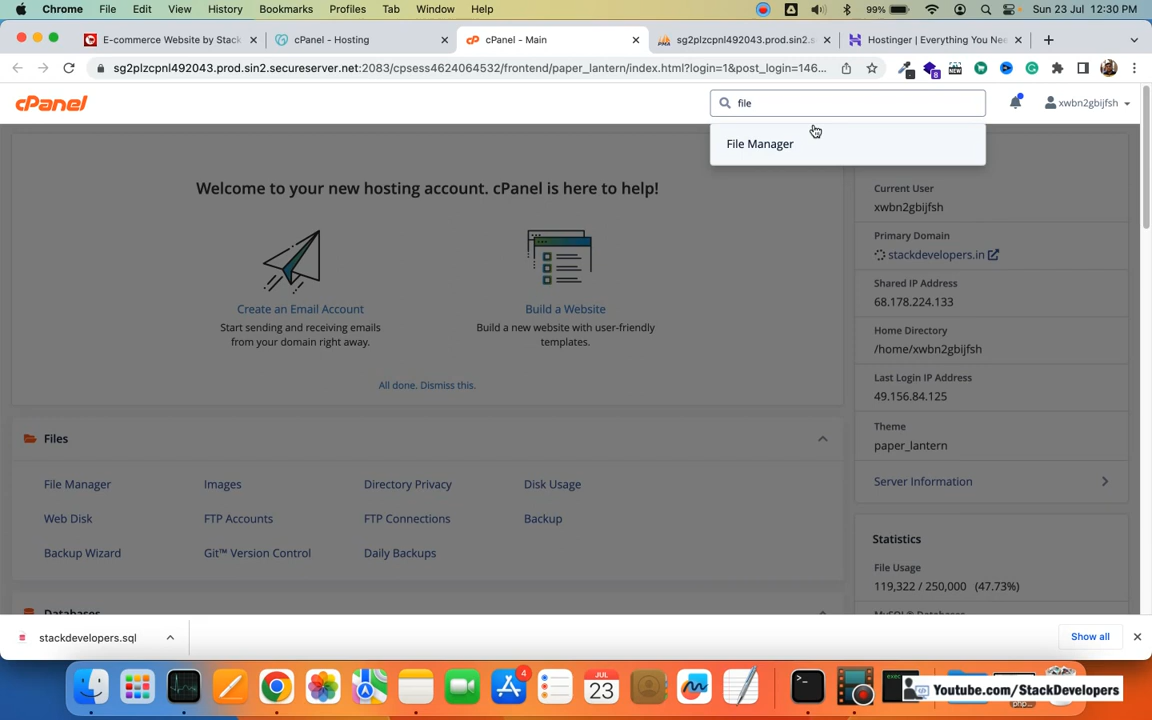 Chrome File Edit View History Bookmarks Profiles Tab Window Help 99% Sun 23 Jul 12:30 PM
E-commerce Website by Stack cPanel - Hosting cPanel - Main sg2plzcpnl492043.prod.sin2.s Hostinger | Everything You Nee
sg2plzcpnl492043.prod.sin2.secureserver.net:2083/cpsess4624064532/frontend/paper_lantern/index.html?login=1&post_login=146...
cPanel file xwbn2gbijfsh
File Manager
Welcome to your new hosting account. cPanel is here to help!
Create an Email Account
Start sending and receiving emails
from your domain right away.
Build a Website
Build a new website with user-friendly
templates.
All done. Dismiss this.
Current User
xwbn2gbijfsh
Primary Domain
stackdevelopers.in
Shared IP Address
68.178.224.133
Home Directory
/home/xwbn2gbijfsh
Last Login IP Address
49.156.84.125
Theme
paper_lantern
Server Information
Files
File Manager Images Directory Privacy Disk Usage
Web Disk FTP Accounts FTP Connections Backup
Backup Wizard Git™ Version Control Daily Backups
Databases
Statistics
File Usage
119,322 / 250,000 (47.73%)
stackdevelopers.sql Show all
JUL
23
4
Youtube.com/StackDevelopers